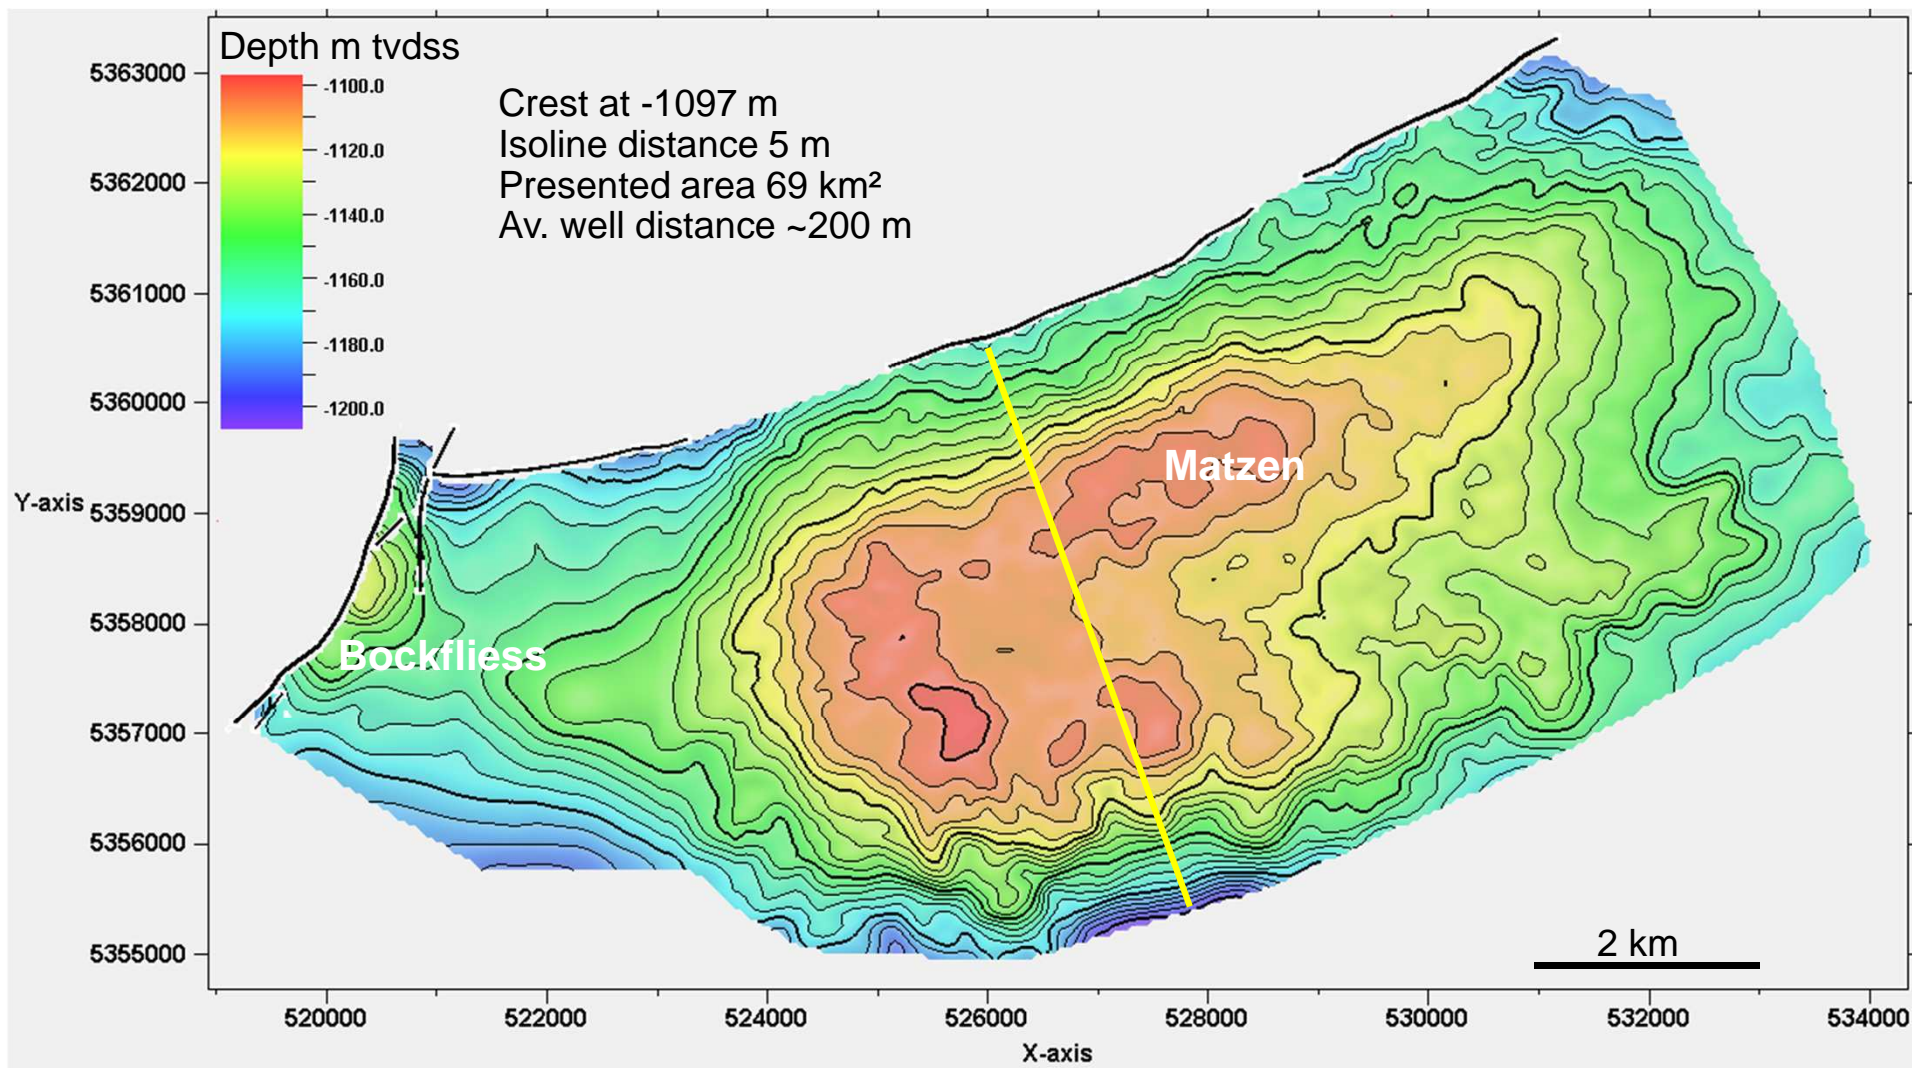 Depth m tvdss
-1100.0
-1120.0
-1140.0
-1160.0
-1180.0
-1200.0
Crest at -1097 m
Isoline distance 5 m
Presented area 69 km²
Av. well distance ~200 m
5363000
5362000
5361000
5360000
5359000
5358000
5357000
5356000
5355000
Y-axis
Matzen
Bockfliess
2 km
520000 522000 524000 526000 528000 530000 532000 534000
X-axis